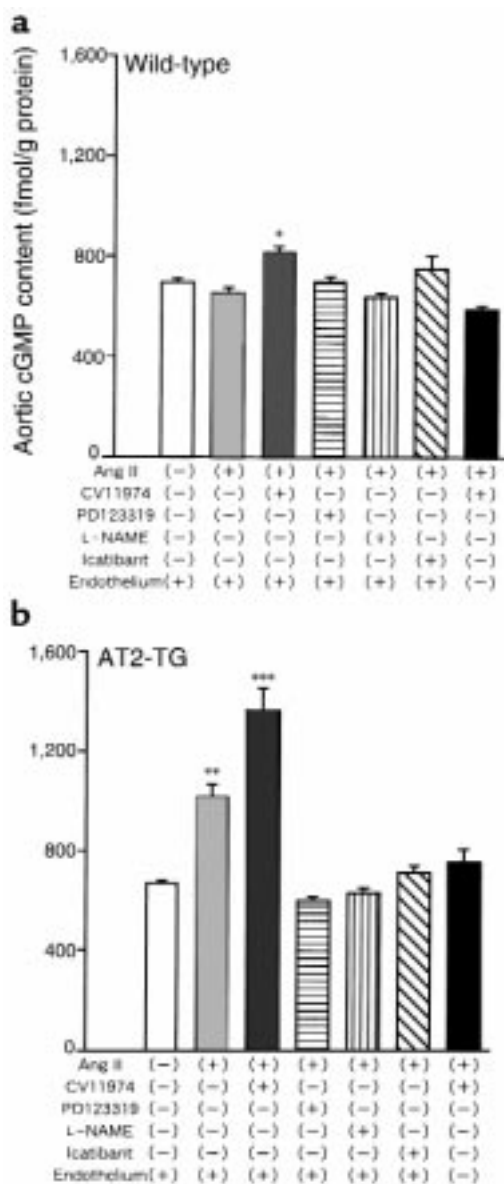 a
Wild-type
Aortic cGMP content (fmol/g protein)
1,600
1,200
800
400
0
+
Ang II (−) (+) (+) (+) (+) (+) (+)
CV11974 (−) (−) (+) (−) (−) (−) (+)
PD123319 (−) (−) (−) (+) (−) (−) (−)
L-NAME (−) (−) (−) (−) (+) (−) (−)
Icatibant (−) (−) (−) (−) (−) (+) (−)
Endothelium (+) (+) (+) (+) (+) (+) (−)
b
AT2-TG
1,600
1,200
800
400
0
**
***
Ang II (−) (+) (+) (+) (+) (+) (+)
CV11974 (−) (−) (+) (−) (−) (−) (+)
PD123319 (−) (−) (−) (+) (−) (−) (−)
L-NAME (−) (−) (−) (−) (+) (−) (−)
Icatibant (−) (−) (−) (−) (−) (+) (−)
Endothelium (+) (+) (+) (+) (+) (+) (−)